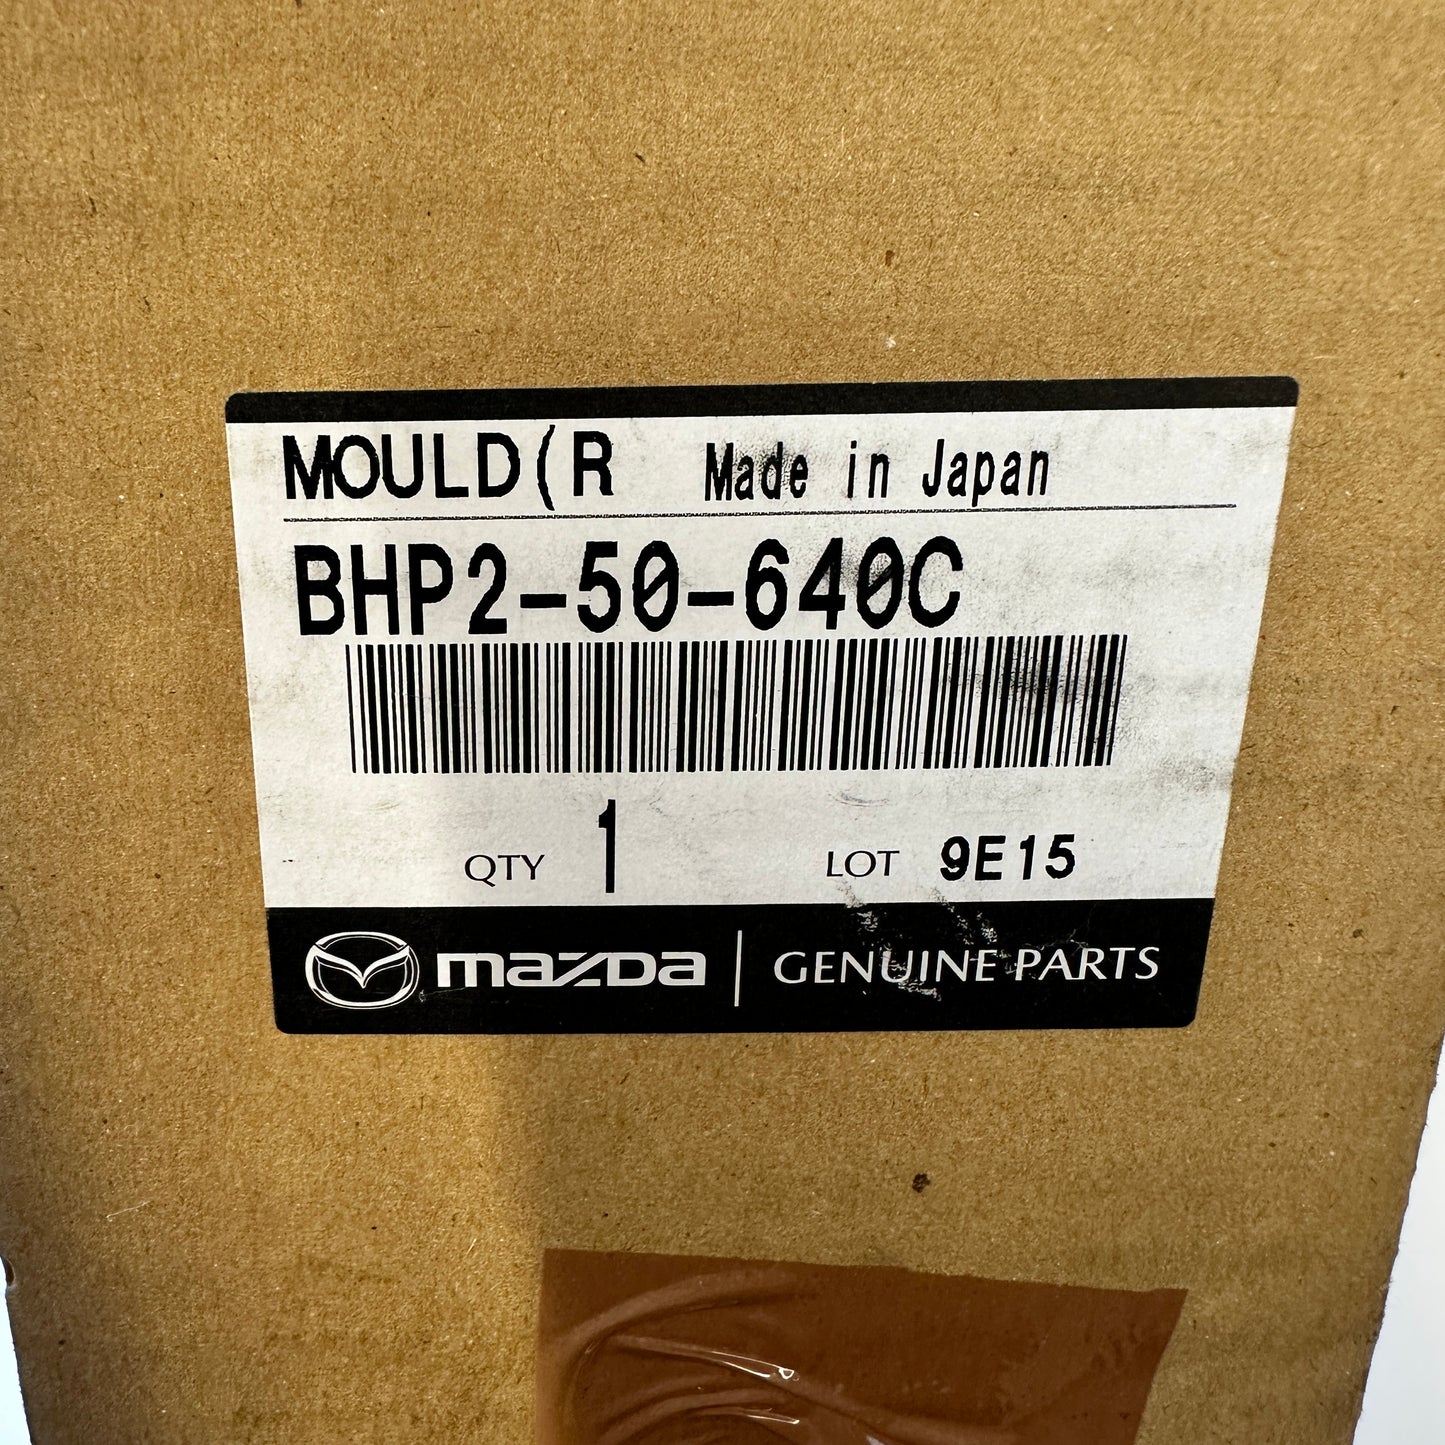 MOULD(R Made in Japan
BHP2-50-640C
QTY 1 LOT 9E15
mazda | GENUINE PARTS